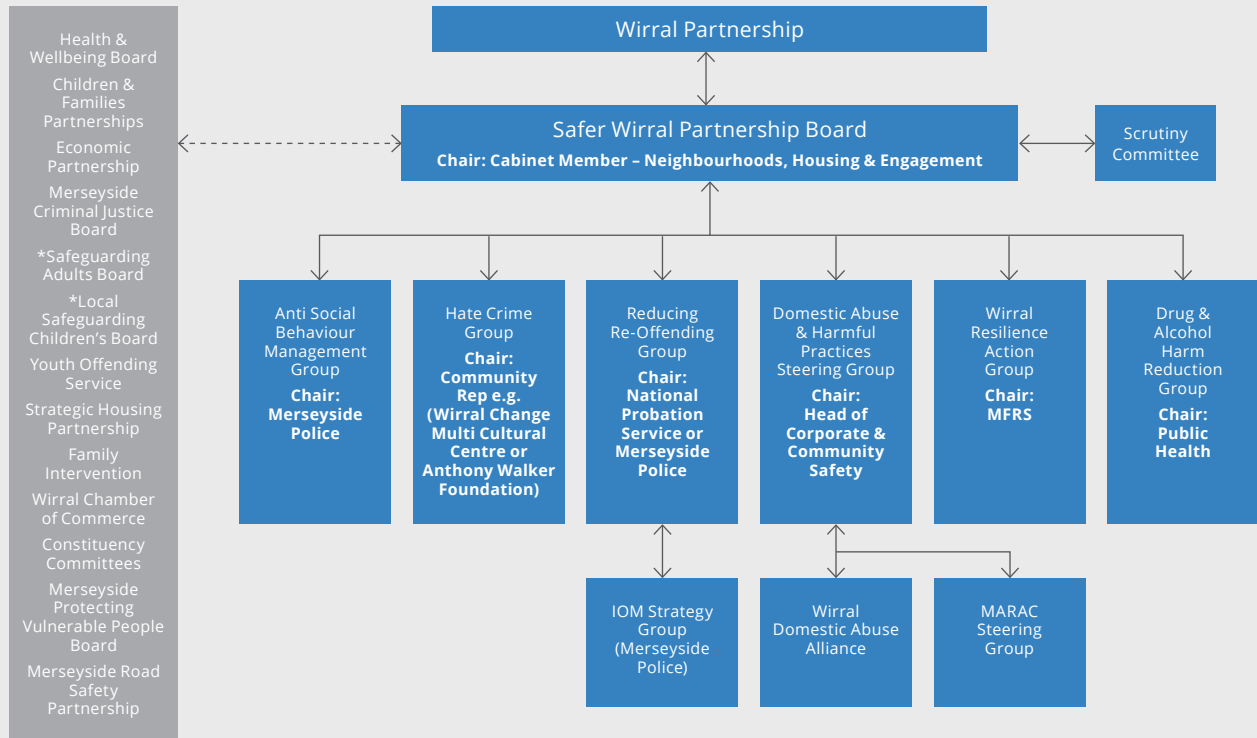 Health &
Wellbeing Board
Children &
Families
Partnerships
Economic
Partnership
Merseyside
Criminal Justice
Board
*Safeguarding
Adults Board
*Local
Safeguarding
Children’s Board
Youth Offending
Service
Strategic Housing
Partnership
Family
Intervention
Wirral Chamber
of Commerce
Constituency
Committees
Merseyside
Protecting
Vulnerable People
Board
Merseyside Road
Safety
Partnership
Wirral Partnership
Safer Wirral Partnership Board
Chair: Cabinet Member – Neighbourhoods, Housing & Engagement
Scrutiny
Committee
Anti Social
Behaviour
Management
Group
Chair:
Merseyside
Police
Hate Crime
Group
Chair:
Community
Rep e.g.
(Wirral Change
Multi Cultural
Centre or
Anthony Walker
Foundation)
Reducing
Re-Offending
Group
Chair:
National
Probation
Service or
Merseyside
Police
Domestic Abuse
& Harmful
Practices
Steering Group
Chair:
Head of
Corporate &
Community
Safety
Wirral
Resilience
Action
Group
Chair:
MFRS
Drug &
Alcohol
Harm
Reduction
Group
Chair:
Public
Health
IOM Strategy
Group
(Merseyside
Police)
Wirral
Domestic Abuse
Alliance
MARAC
Steering
Group